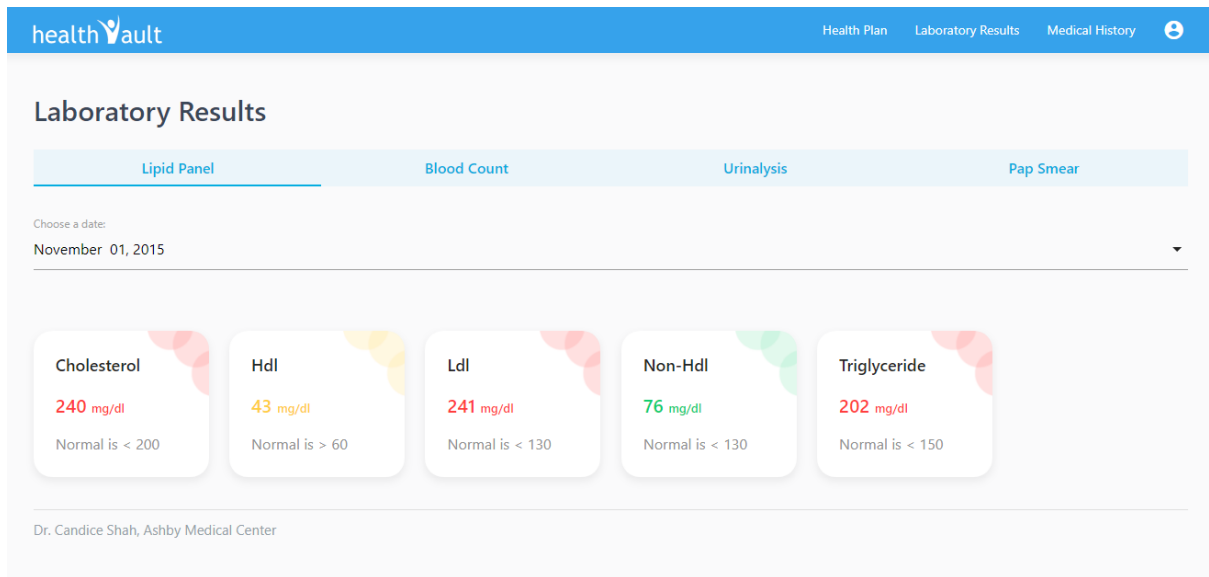 healthVault
Health Plan
Laboratory Results
Medical History
Laboratory Results
Lipid Panel
Blood Count
Urinalysis
Pap Smear
Choose a date:
November 01, 2015
Cholesterol
240 mg/dl
Normal is < 200
Hdl
43 mg/dl
Normal is > 60
Ldl
241 mg/dl
Normal is < 130
Non-Hdl
76 mg/dl
Normal is < 130
Triglyceride
202 mg/dl
Normal is < 150
Dr. Candice Shah, Ashby Medical Center